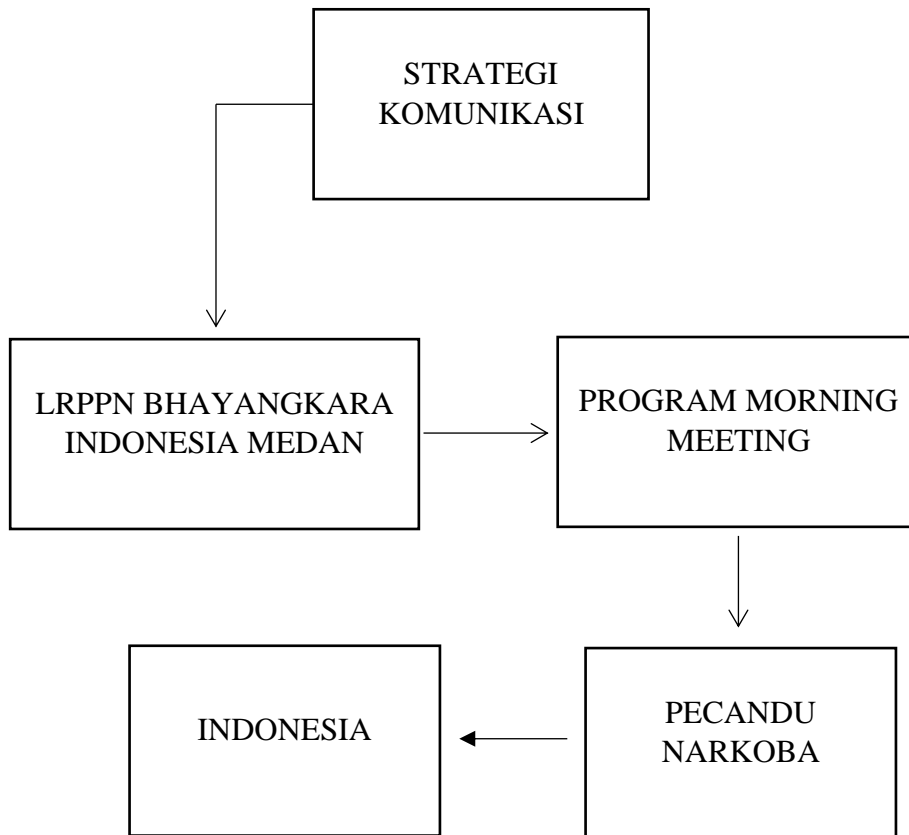 STRATEGI
KOMUNIKASI
LRPPN BHAYANGKARA
INDONESIA MEDAN
PROGRAM MORNING
MEETING
PECANDU
NARKOBA
INDONESIA